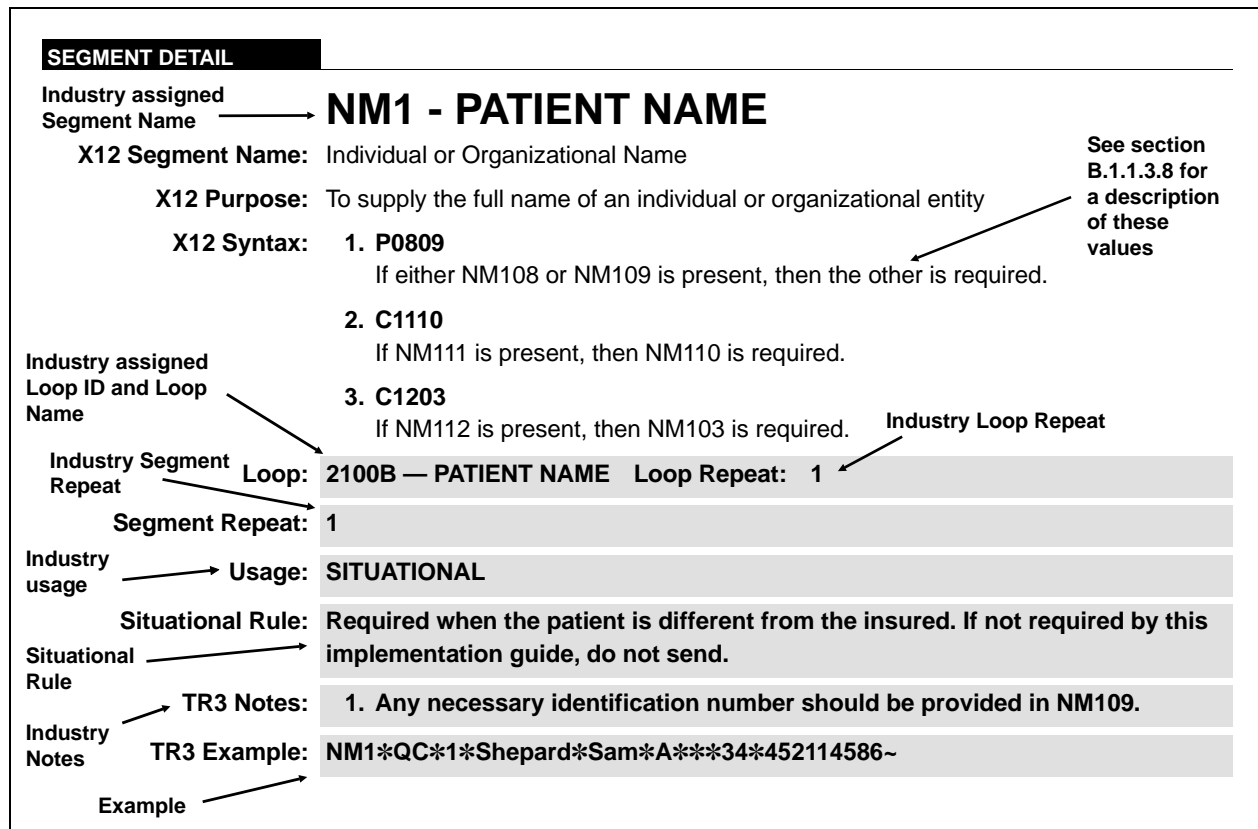 SEGMENT DETAIL
Industry assigned
Segment Name
NM1 - PATIENT NAME
X12 Segment Name: Individual or Organizational Name
See section
B.1.1.3.8 for
a description
of these
values
X12 Purpose: To supply the full name of an individual or organizational entity
X12 Syntax: 1. P0809
If either NM108 or NM109 is present, then the other is required.
2. C1110
If NM111 is present, then NM110 is required.
Industry assigned
Loop ID and Loop
Name
3. C1203
If NM112 is present, then NM103 is required.
Industry Loop Repeat
Industry Segment
Repeat
Loop: 2100B — PATIENT NAME Loop Repeat: 1
Segment Repeat: 1
Industry
usage
Usage: SITUATIONAL
Situational Rule: Required when the patient is different from the insured. If not required by this
implementation guide, do not send.
Situational
Rule
TR3 Notes: 1. Any necessary identification number should be provided in NM109.
Industry
Notes
TR3 Example: NM1✽QC✽1✽Shepard✽Sam✽A✽✽✽34✽452114586~
Example